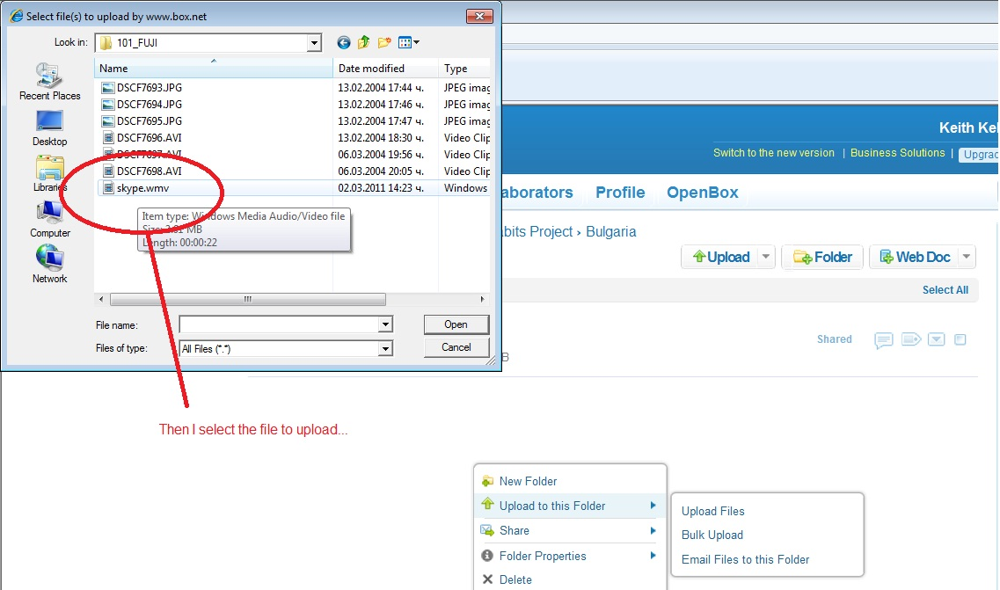 Select file(s) to upload by www.box.net
Look in: 101_FUJI
Name Date modified Type
DSCF7693.JPG 13.02.2004 17:44 ч. JPEG imag
DSCF7694.JPG 13.02.2004 17:46 ч. JPEG imag
DSCF7695.JPG 13.02.2004 17:47 ч. JPEG imag
DSCF7696.AVI 13.02.2004 18:30 ч. Video Clip
DSCF7697.AVI 06.03.2004 19:56 ч. Video Clip
DSCF7698.AVI 06.03.2004 20:05 ч. Video Clip
skype.wmv 02.03.2011 14:23 ч. Windows
Item type: Windows Media Audio/Video file
Size: MB
Length: 00:00:22
Recent Places
Desktop
Libraries
Computer
Network
File name: Open
Files of type: All Files (*.*) Cancel
Keith Kel
Switch to the new version | Business Solutions | Upgrad
aborators Profile OpenBox
abits Project › Bulgaria
Upload Folder Web Doc
Select All
Shared
B
Then I select the file to upload...
New Folder
Upload to this Folder
Share
Folder Properties
Delete
Upload Files
Bulk Upload
Email Files to this Folder